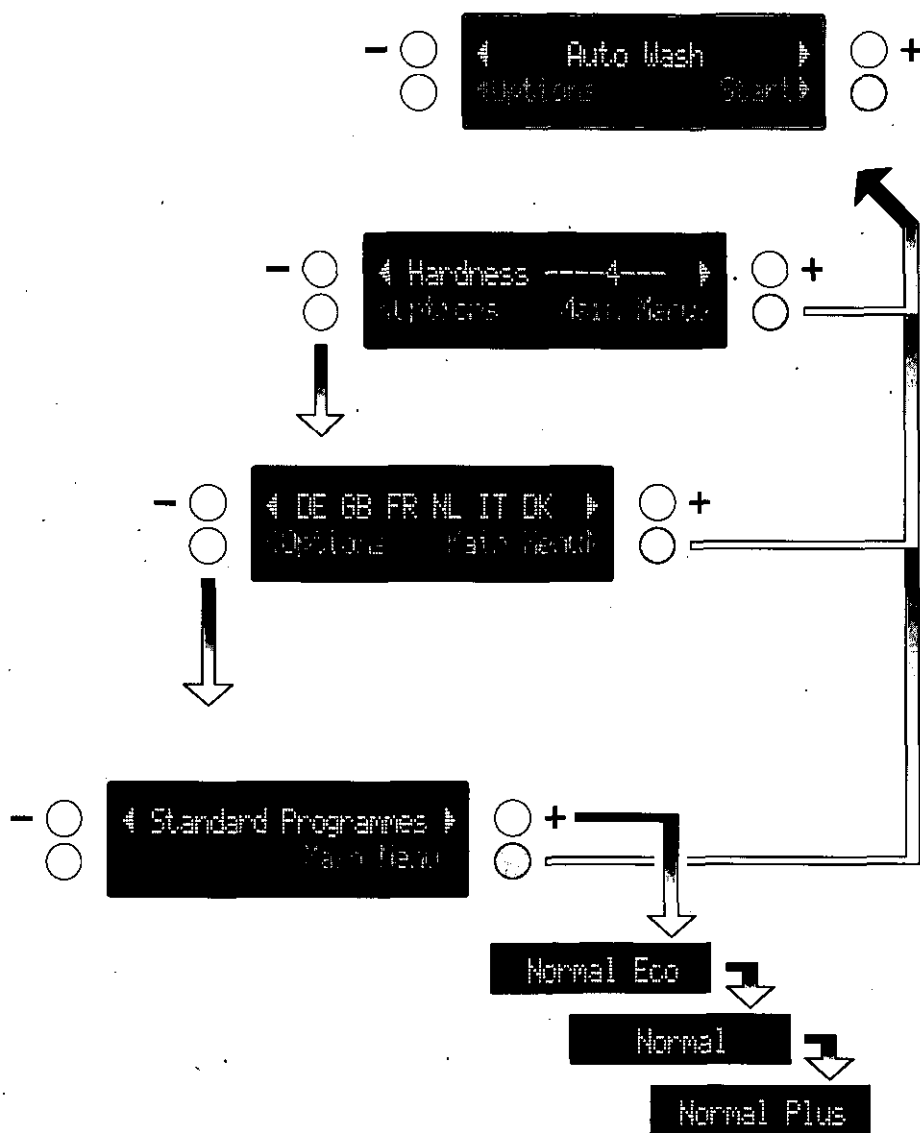 - Auto Wash +
Options Start
- Hardness ----4--- +
Options Main Menu
- DE GB FR NL IT DK +
Options Main Menu
- Standard Programmes +
Main Menu
Normal Eco
Normal
Normal Plus